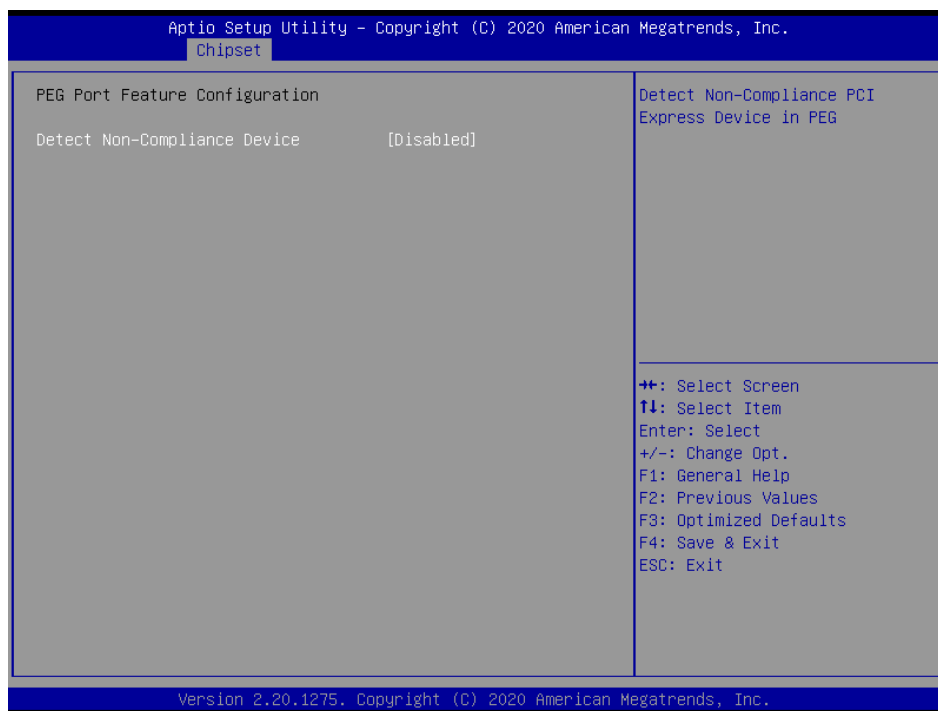 Aptio Setup Utility – Copyright (C) 2020 American Megatrends, Inc.
Chipset
PEG Port Feature Configuration
Detect Non-Compliance Device [Disabled]
Detect Non-Compliance PCI
Express Device in PEG
→←: Select Screen
↑↓: Select Item
Enter: Select
+/-: Change Opt.
F1: General Help
F2: Previous Values
F3: Optimized Defaults
F4: Save & Exit
ESC: Exit
Version 2.20.1275. Copyright (C) 2020 American Megatrends, Inc.